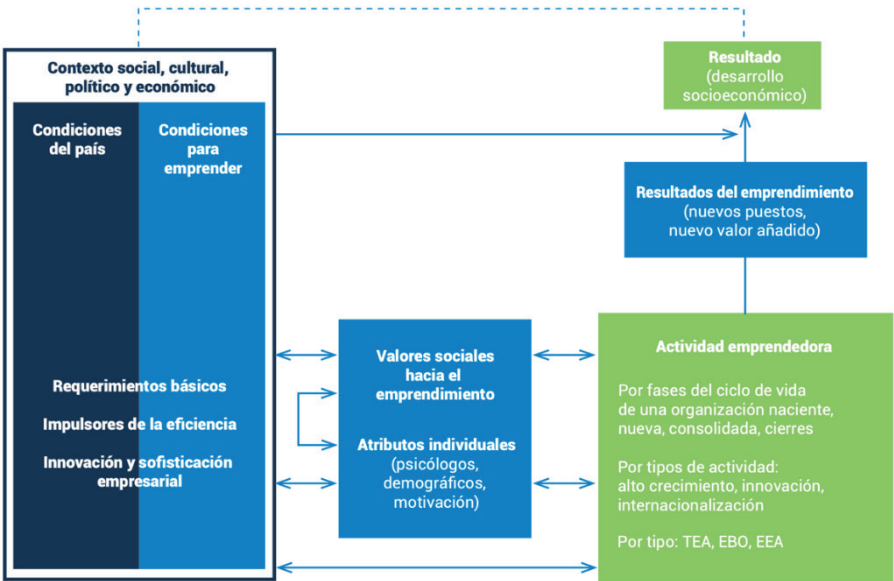 Contexto social, cultural,
político y económico
Condiciones
del país
Condiciones
para
emprender
Requerimientos básicos
Impulsores de la eficiencia
Innovación y sofisticación
empresarial
Valores sociales
hacia el
emprendimiento
Atributos individuales
(psicólogos,
demográficos,
motivación)
Resultado
(desarrollo
socioeconómico)
Resultados del emprendimiento
(nuevos puestos,
nuevo valor añadido)
Actividad emprendedora
Por fases del ciclo de vida
de una organización naciente,
nueva, consolidada, cierres
Por tipos de actividad:
alto crecimiento, innovación,
internacionalización
Por tipo: TEA, EBO, EEA